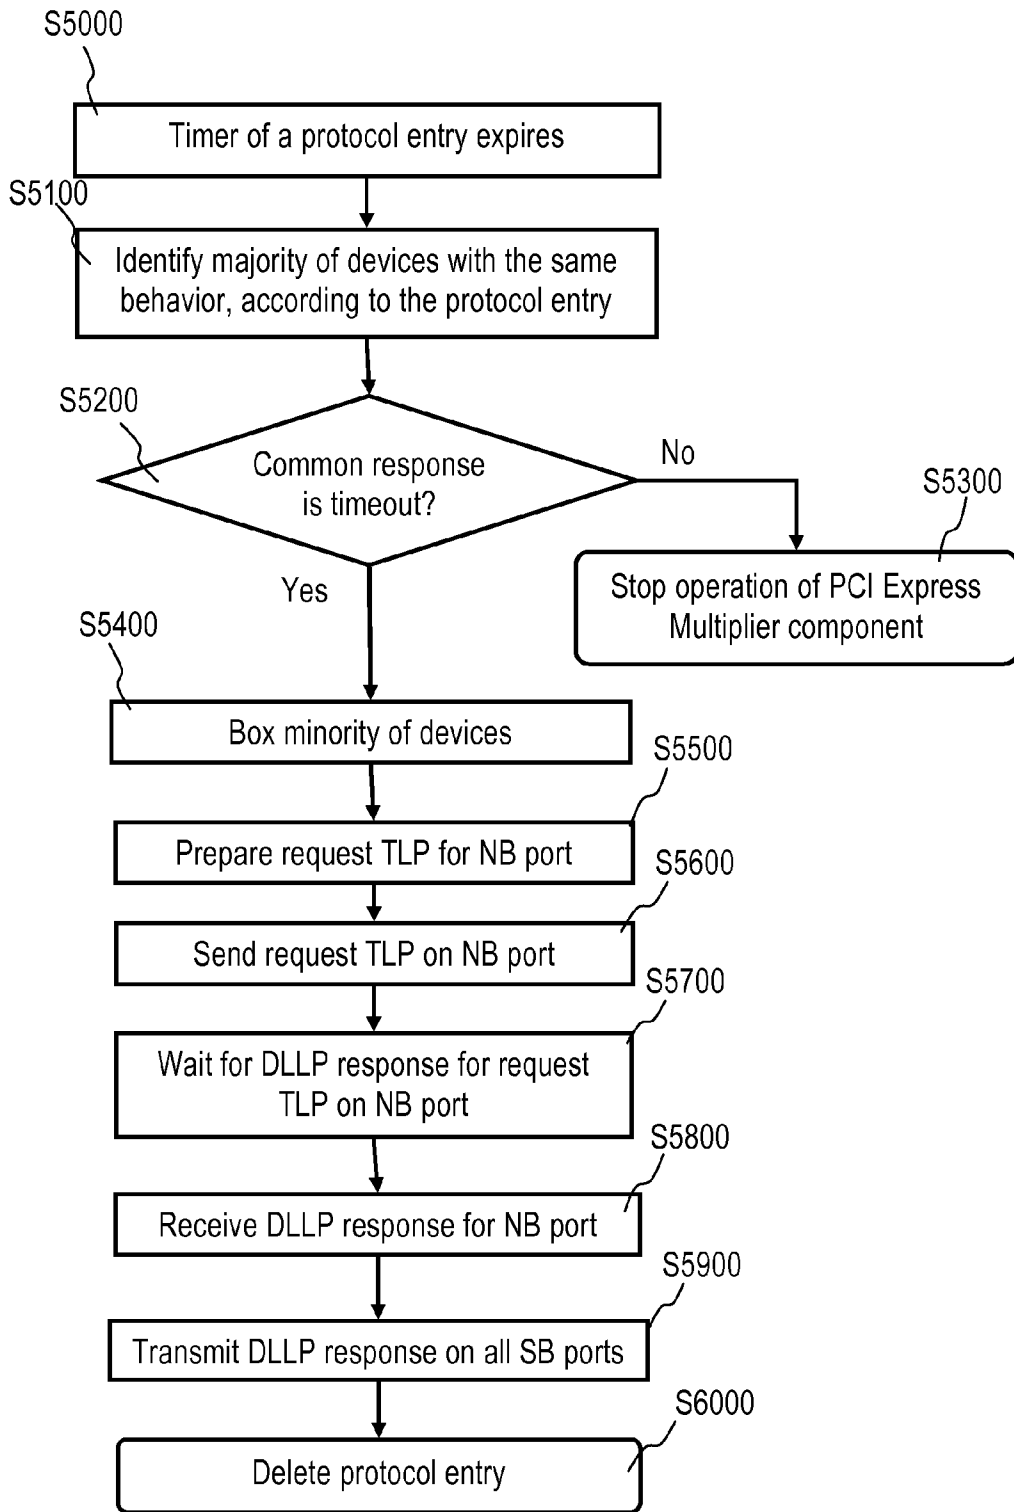 S5000
Timer of a protocol entry expires
S5100
Identify majority of devices with the same
behavior, according to the protocol entry
S5200
Common response
is timeout?
No
S5300
Stop operation of PCI Express
Multiplier component
Yes
S5400
Box minority of devices
S5500
Prepare request TLP for NB port
S5600
Send request TLP on NB port
S5700
Wait for DLLP response for request
TLP on NB port
S5800
Receive DLLP response for NB port
S5900
Transmit DLLP response on all SB ports
S6000
Delete protocol entry